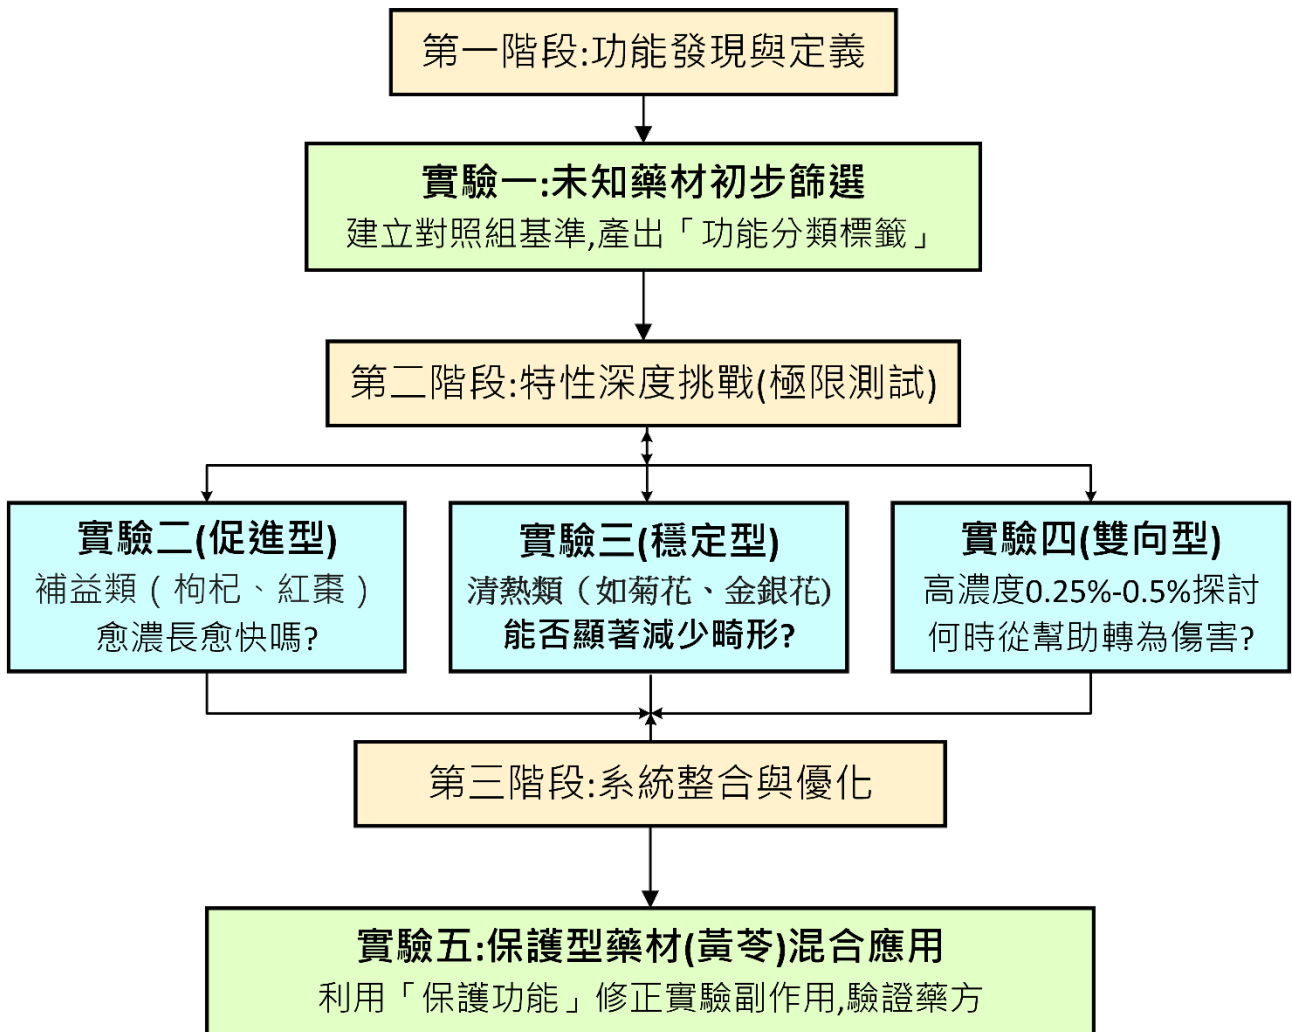 第一階段:功能發現與定義
實驗一:未知藥材初步篩選
建立對照組基準,產出「功能分類標籤」
第二階段:特性深度挑戰(極限測試)
實驗二(促進型)
補益類（枸杞、紅棗）
愈濃長愈快嗎?
實驗三(穩定型)
清熱類（如菊花、金銀花)
能否顯著減少畸形?
實驗四(雙向型)
高濃度0.25%-0.5%探討
何時從幫助轉為傷害?
第三階段:系統整合與優化
實驗五:保護型藥材(黃芩)混合應用
利用「保護功能」修正實驗副作用,驗證藥方